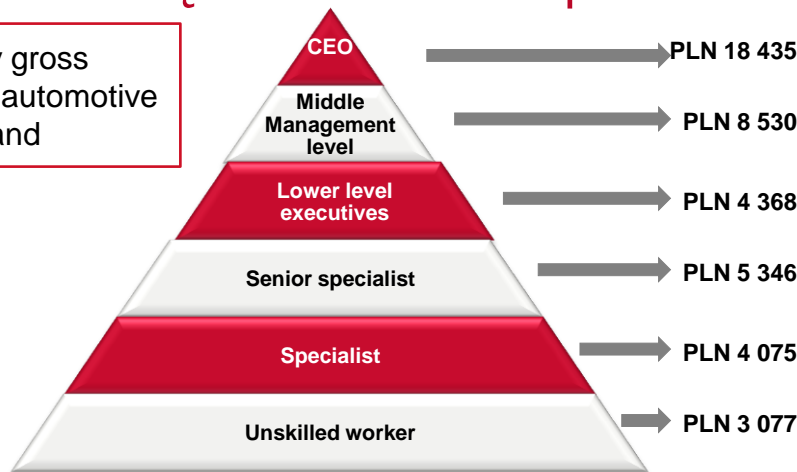 gross
automotive
and
CEO
PLN 18 435
Middle
Management
level
PLN 8 530
Lower level
executives
PLN 4 368
Senior specialist
PLN 5 346
Specialist
PLN 4 075
Unskilled worker
PLN 3 077